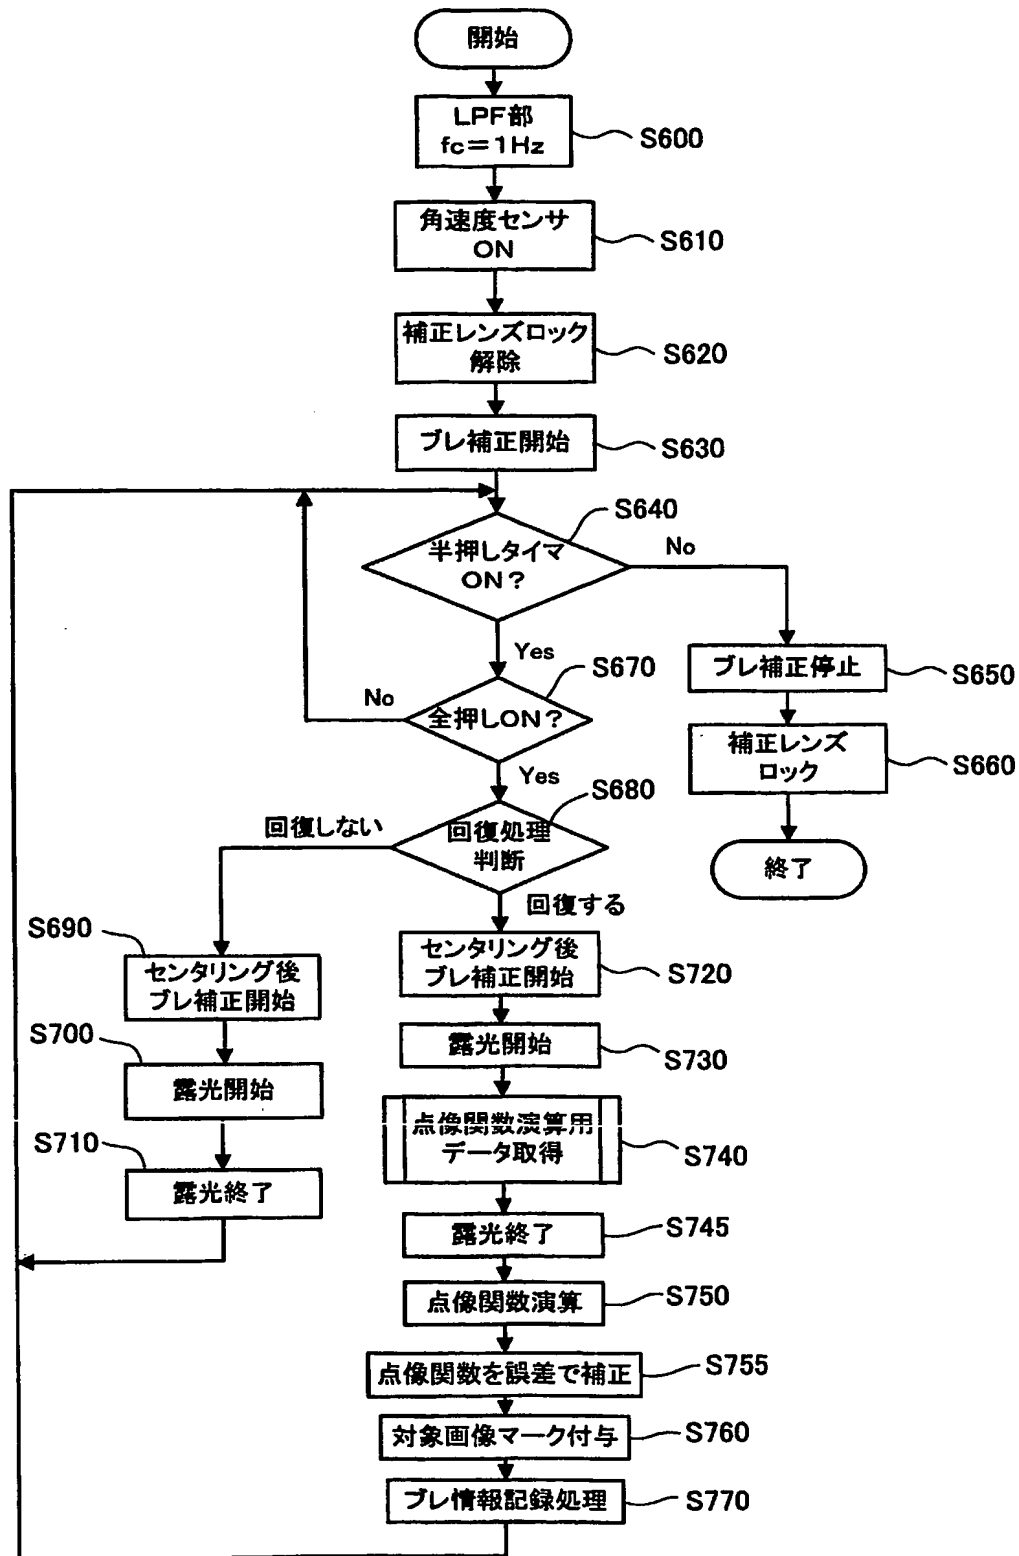 開始
LPF部
fc=1Hz
S600
角速度センサ
ON
S610
補正レンズロック
解除
S620
ブレ補正開始
S630
半押しタイマ
ON?
S640
No
Yes
ブレ補正停止
S650
補正レンズ
ロック
S660
終了
全押しON?
S670
No
Yes
回復処理
判断
S680
回復しない
回復する
S690
センタリング後
ブレ補正開始
S700
露光開始
S710
露光終了
センタリング後
ブレ補正開始
S720
露光開始
S730
点像関数演算用
データ取得
S740
露光終了
S745
点像関数演算
S750
点像関数を誤差で補正
S755
対象画像マーク付与
S760
ブレ情報記録処理
S770